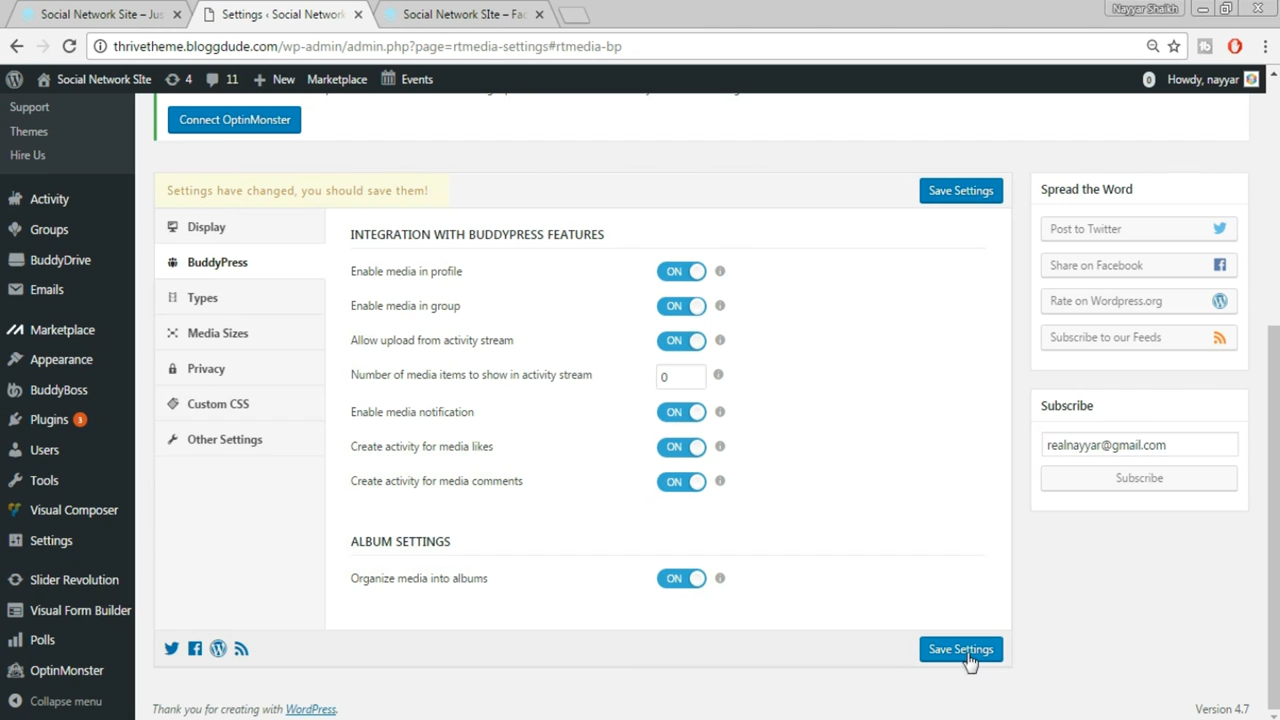 Social Network Site – Jus
Settings ‹ Social Network
Social Network SIte – Fac
Nayyar Shaikh
thrivetheme.bloggdude.com/wp-admin/admin.php?page=rtmedia-settings#rtmedia-bp
Social Network SIte
4
11
New
Marketplace
Events
0
Howdy, nayyar
Support
Themes
Hire Us
Activity
Groups
BuddyDrive
Emails
Marketplace
Appearance
BuddyBoss
Plugins 3
Users
Tools
Visual Composer
Settings
Slider Revolution
Visual Form Builder
Polls
OptinMonster
Collapse menu
Connect OptinMonster
Settings have changed, you should save them!
Save Settings
Display
BuddyPress
Types
Media Sizes
Privacy
Custom CSS
Other Settings
INTEGRATION WITH BUDDYPRESS FEATURES
Enable media in profile ON
Enable media in group ON
Allow upload from activity stream ON
Number of media items to show in activity stream 0
Enable media notification ON
Create activity for media likes ON
Create activity for media comments ON
ALBUM SETTINGS
Organize media into albums ON
Save Settings
Spread the Word
Post to Twitter
Share on Facebook
Rate on Wordpress.org
Subscribe to our Feeds
Subscribe
realnayyar@gmail.com
Subscribe
Thank you for creating with WordPress.
Version 4.7